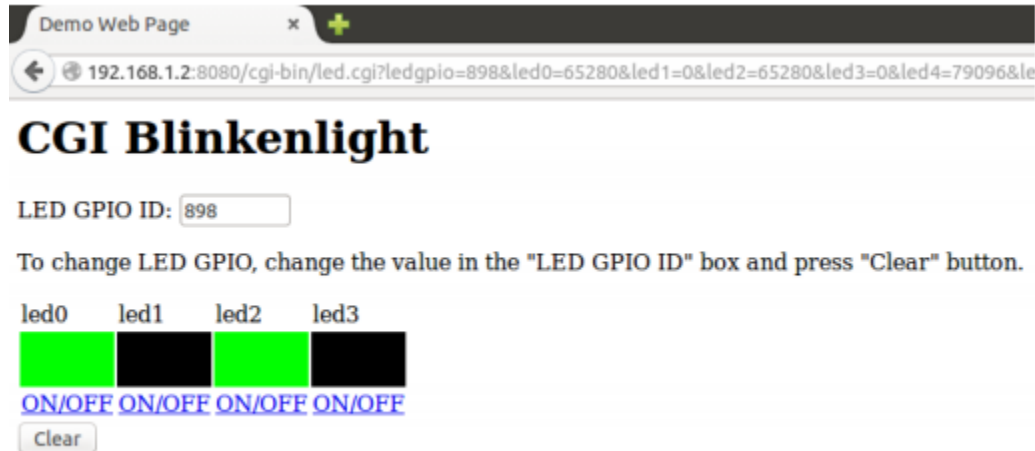 Demo Web Page
192.168.1.2:8080/cgi-bin/led.cgi?ledgpio=898&led0=65280&led1=0&led2=65280&led3=0&led4=79096&le
CGI Blinkenlight
LED GPIO ID: 898
To change LED GPIO, change the value in the "LED GPIO ID" box and press "Clear" button.
led0 led1 led2 led3
ON/OFF ON/OFF ON/OFF ON/OFF
Clear